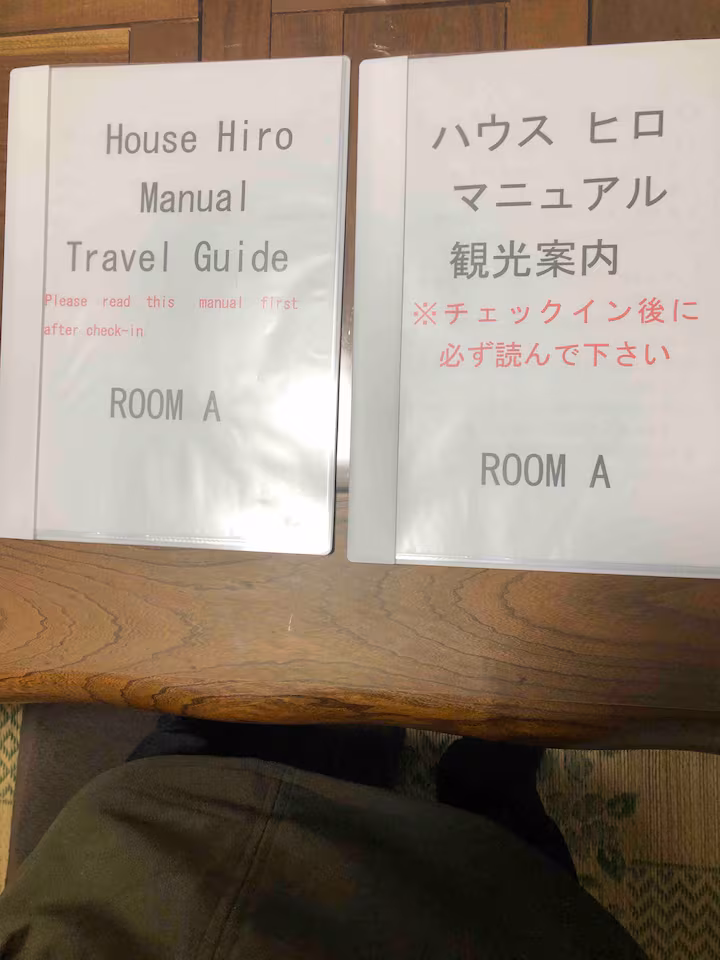 House Hiro
Manual
Travel Guide
Please read this manual first
after check-in
ROOM A
ハウス ヒロ
マニュアル
観光案内
※チェックイン後に
必ず読んで下さい
ROOM A